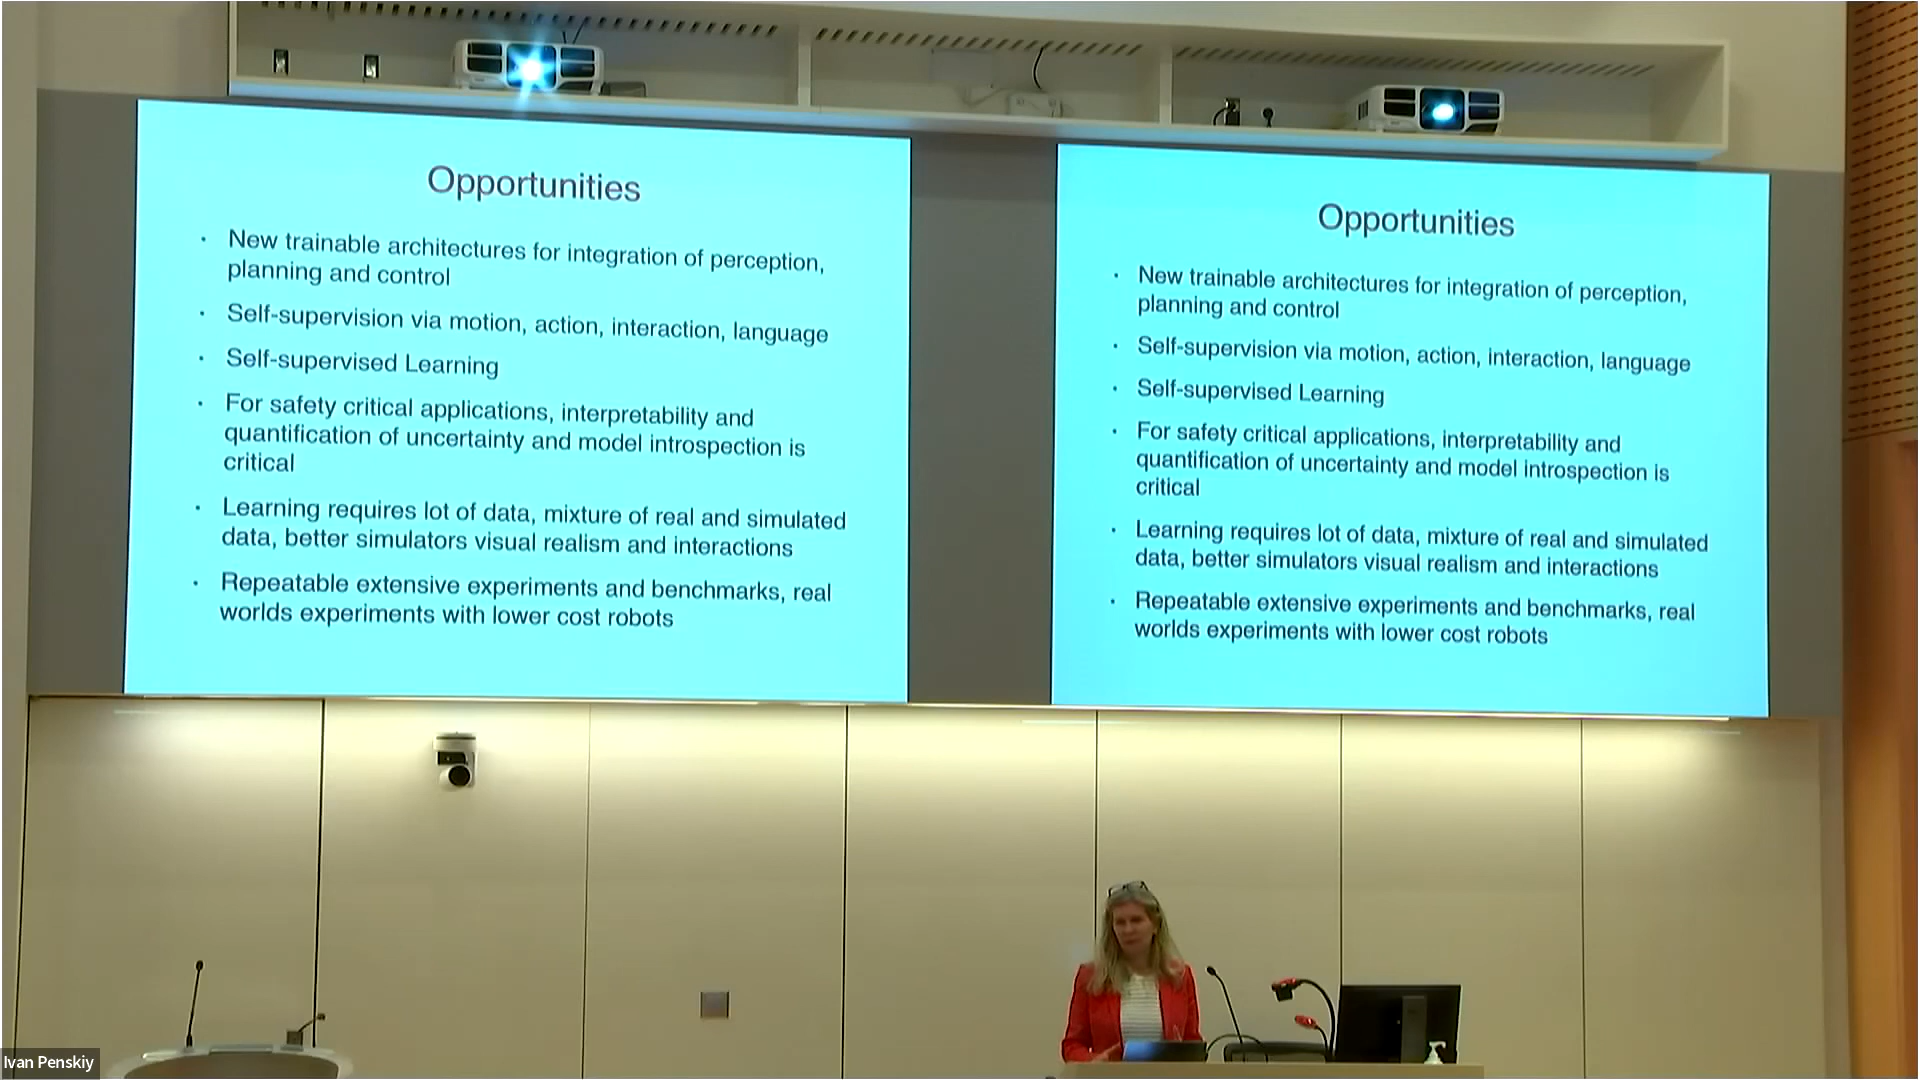 Opportunities
· New trainable architectures for integration of perception,
planning and control
· Self-supervision via motion, action, interaction, language
· Self-supervised Learning
· For safety critical applications, interpretability and
quantification of uncertainty and model introspection is
critical
· Learning requires lot of data, mixture of real and simulated
data, better simulators visual realism and interactions
· Repeatable extensive experiments and benchmarks, real
worlds experiments with lower cost robots
Opportunities
· New trainable architectures for integration of perception,
planning and control
· Self-supervision via motion, action, interaction, language
· Self-supervised Learning
· For safety critical applications, interpretability and
quantification of uncertainty and model introspection is
critical
· Learning requires lot of data, mixture of real and simulated
data, better simulators visual realism and interactions
· Repeatable extensive experiments and benchmarks, real
worlds experiments with lower cost robots
Ivan Penskiy